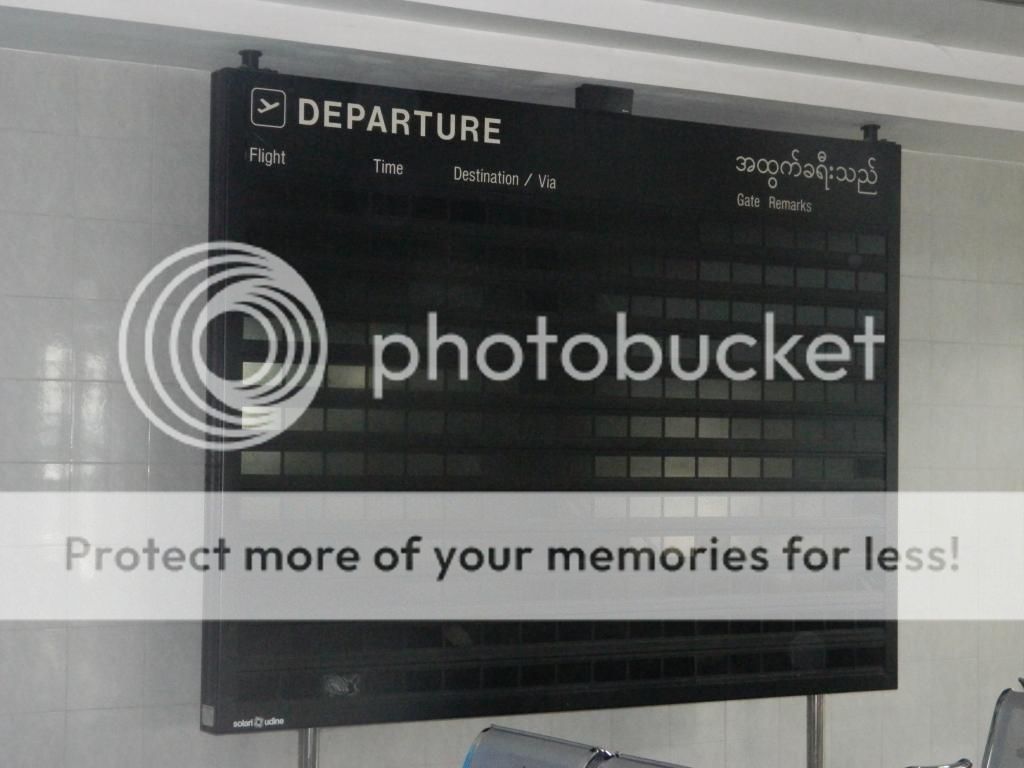 DEPARTURE
အထွက်ခရီးသည်
Flight Time Destination / Via Gate Remarks
photobucket
Protect more of your memories for less!
solari udine